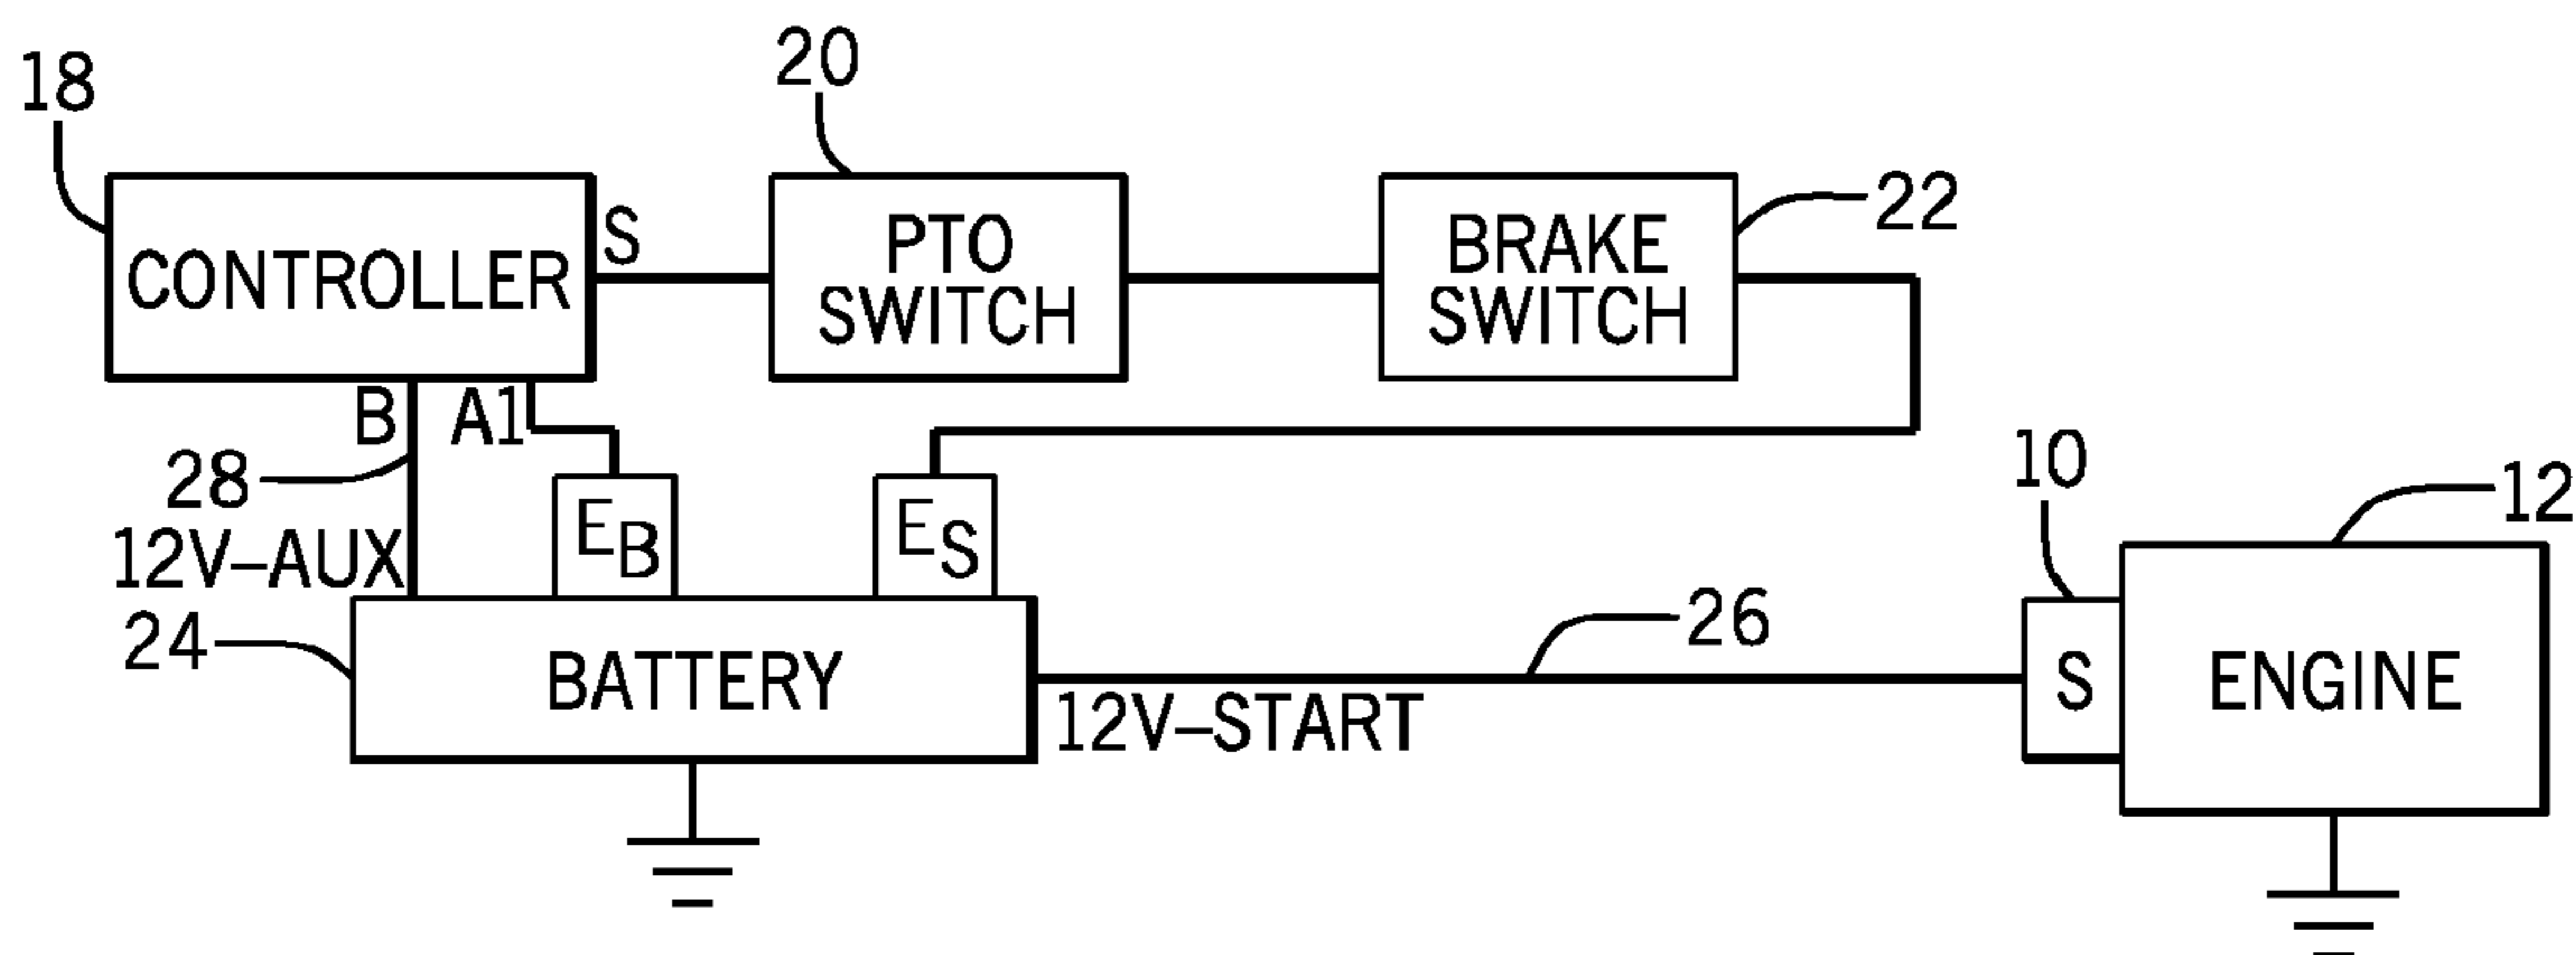 18
20
22
CONTROLLER
S
PTO
SWITCH
BRAKE
SWITCH
B
A1
28
12V–AUX
EB
ES
10
12
24
BATTERY
26
12V–START
S
ENGINE